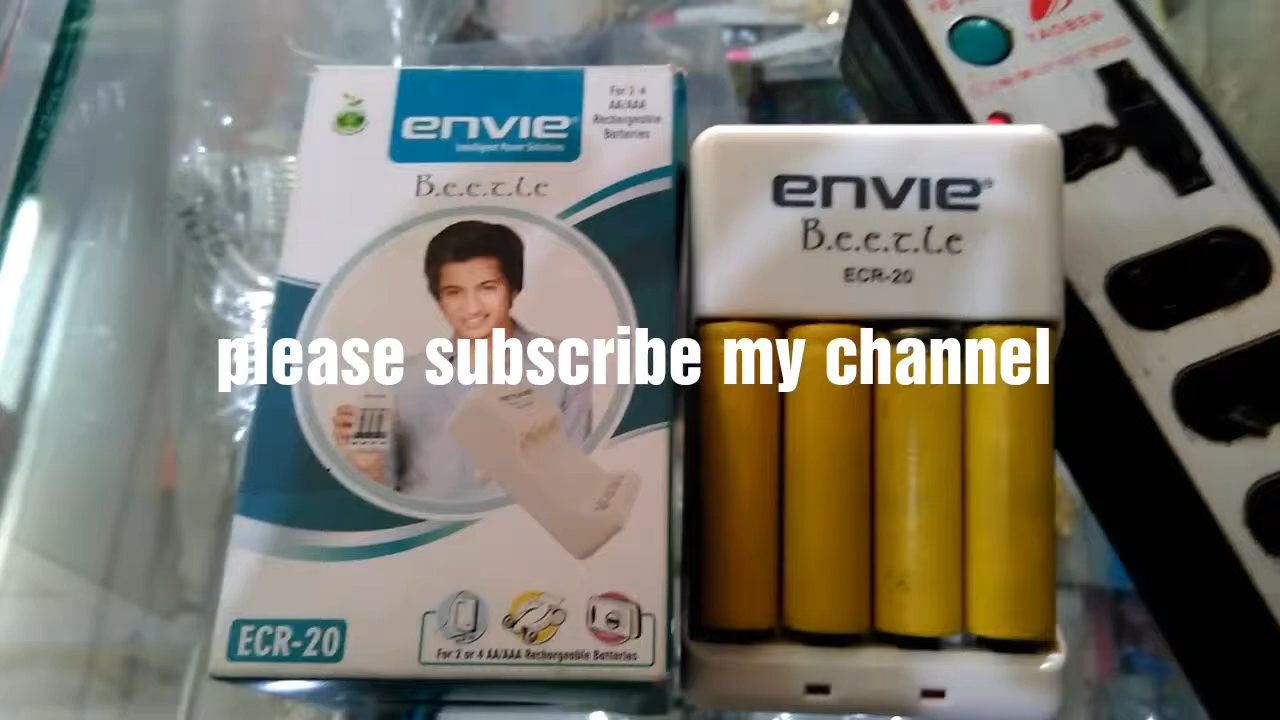 envie®
Intelligent Power Solutions
For 2-4
AA/AAA
Rechargeable
Batteries
B.e.e.t.l.e
ECR-20
For 2 or 4 AA/AAA Rechargeable Batteries
envie®
B.e.e.t.l.e
ECR-20
please subscribe my channel